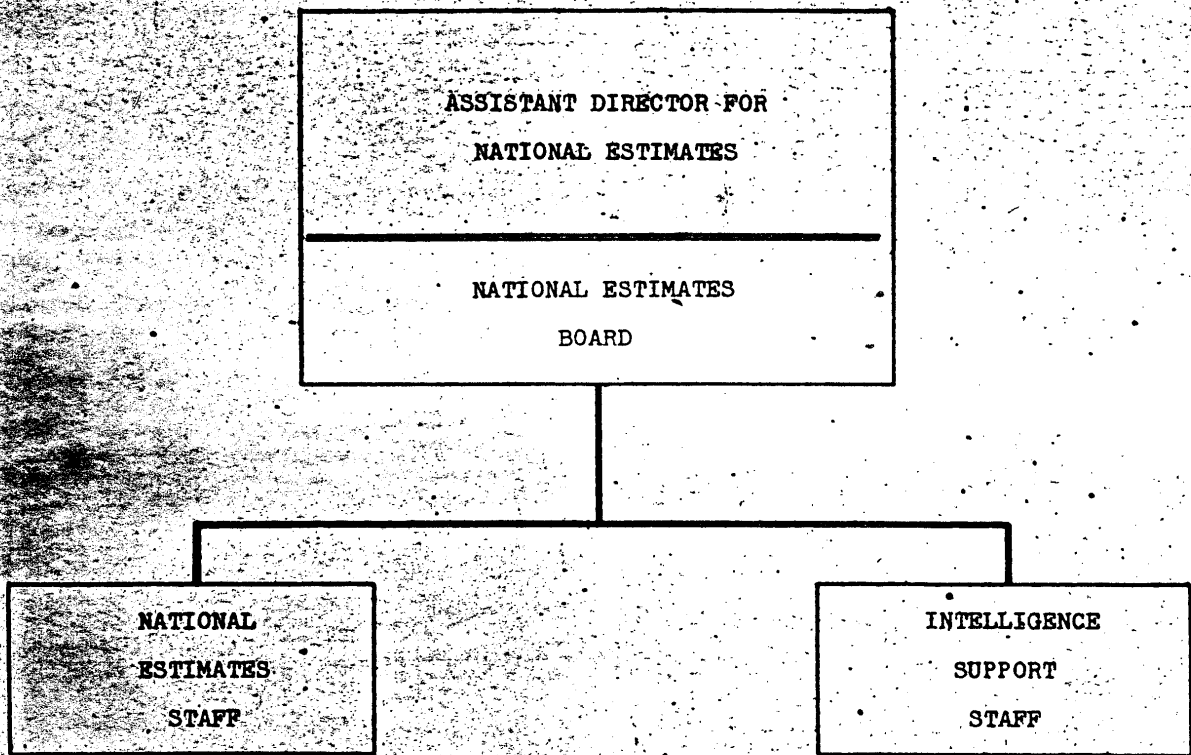 ASSISTANT DIRECTOR FOR
NATIONAL ESTIMATES
NATIONAL ESTIMATES
BOARD
NATIONAL
ESTIMATES
STAFF
INTELLIGENCE
SUPPORT
STAFF